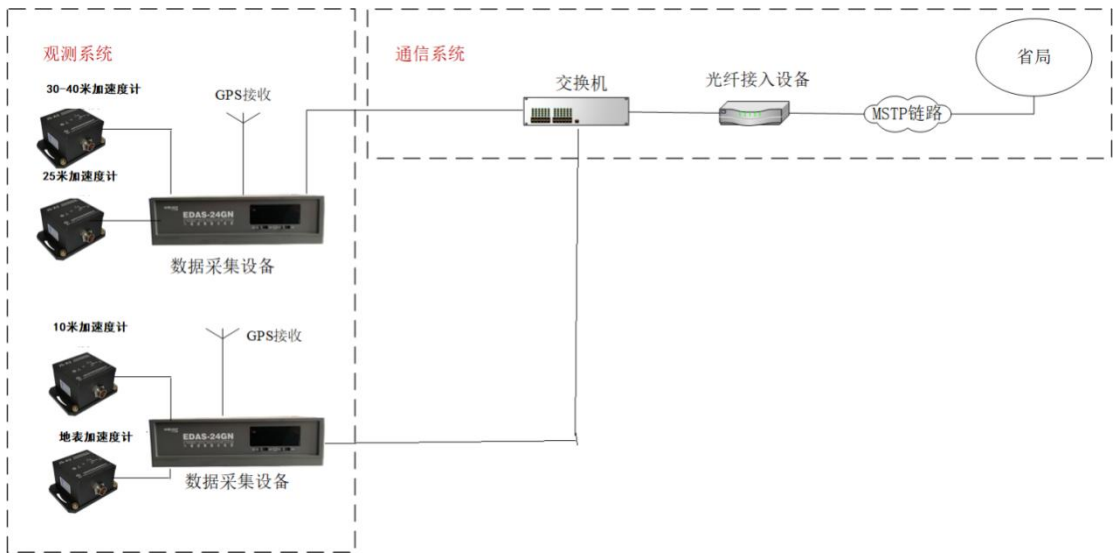 观测系统
通信系统
省局
30-40米加速度计
GPS接收
交换机
光纤接入设备
MSTP链路
25米加速度计
EDAS-24GN
数据采集设备
10米加速度计
GPS接收
地表加速度计
EDAS-24GN
数据采集设备